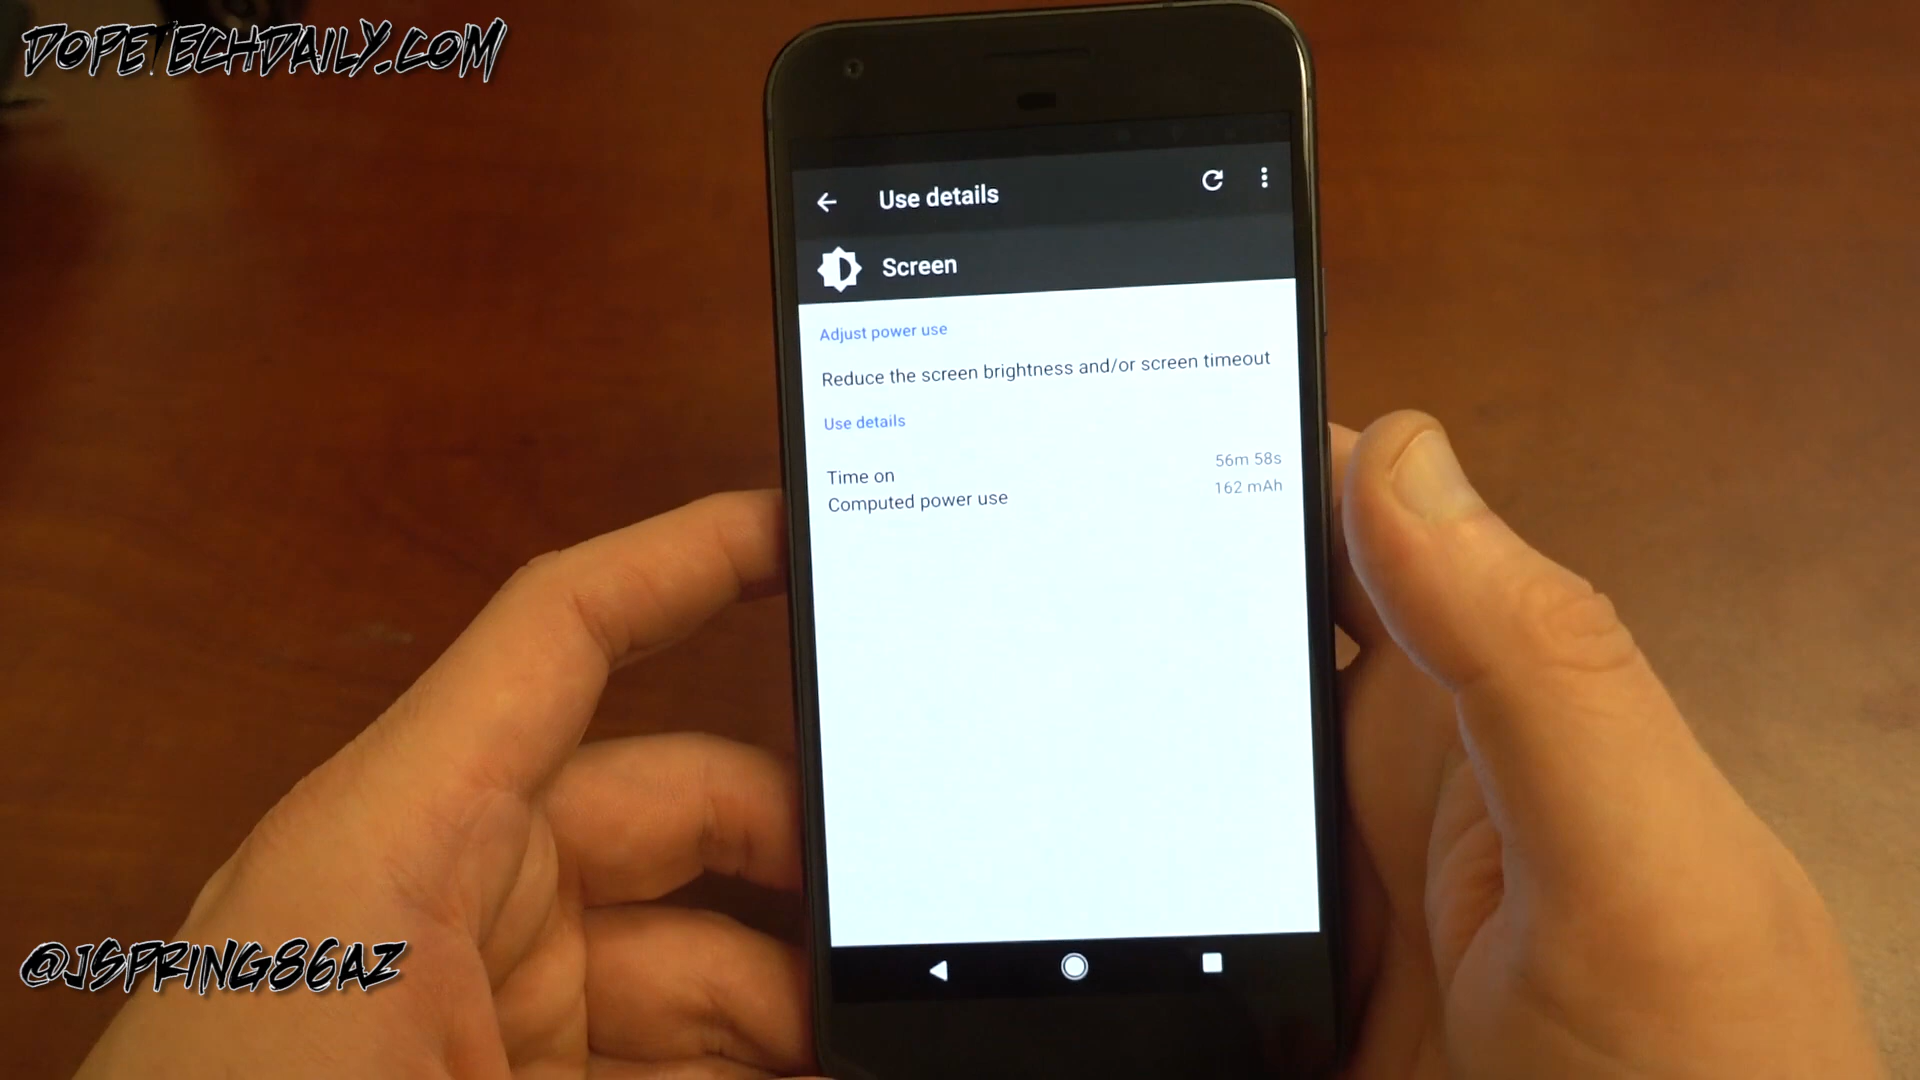 DOPETECHDAILY.COM
Use details
Screen
Adjust power use
Reduce the screen brightness and/or screen timeout
Use details
Time on 56m 58s
Computed power use 162 mAh
@JSPRING86AZ